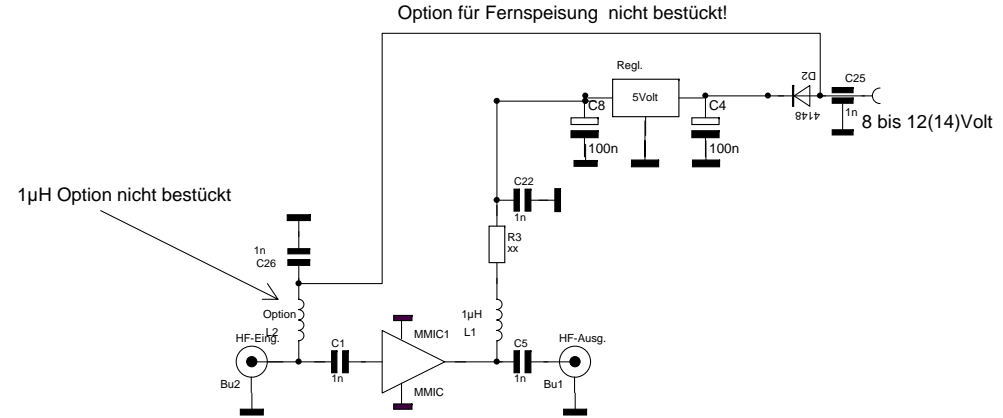 Option für Fernspeisung nicht bestückt!
Regl.
5Volt
C8
100n
C4
100n
D2
4148
C25
1n
8 bis 12(14)Volt
1µH Option nicht bestückt
C22
1n
R3
xx
1n
C26
Option
L2
1µH
L1
HF-Eing.
Bu2
C1
1n
MMIC1
MMIC
C5
1n
HF-Ausg.
Bu1